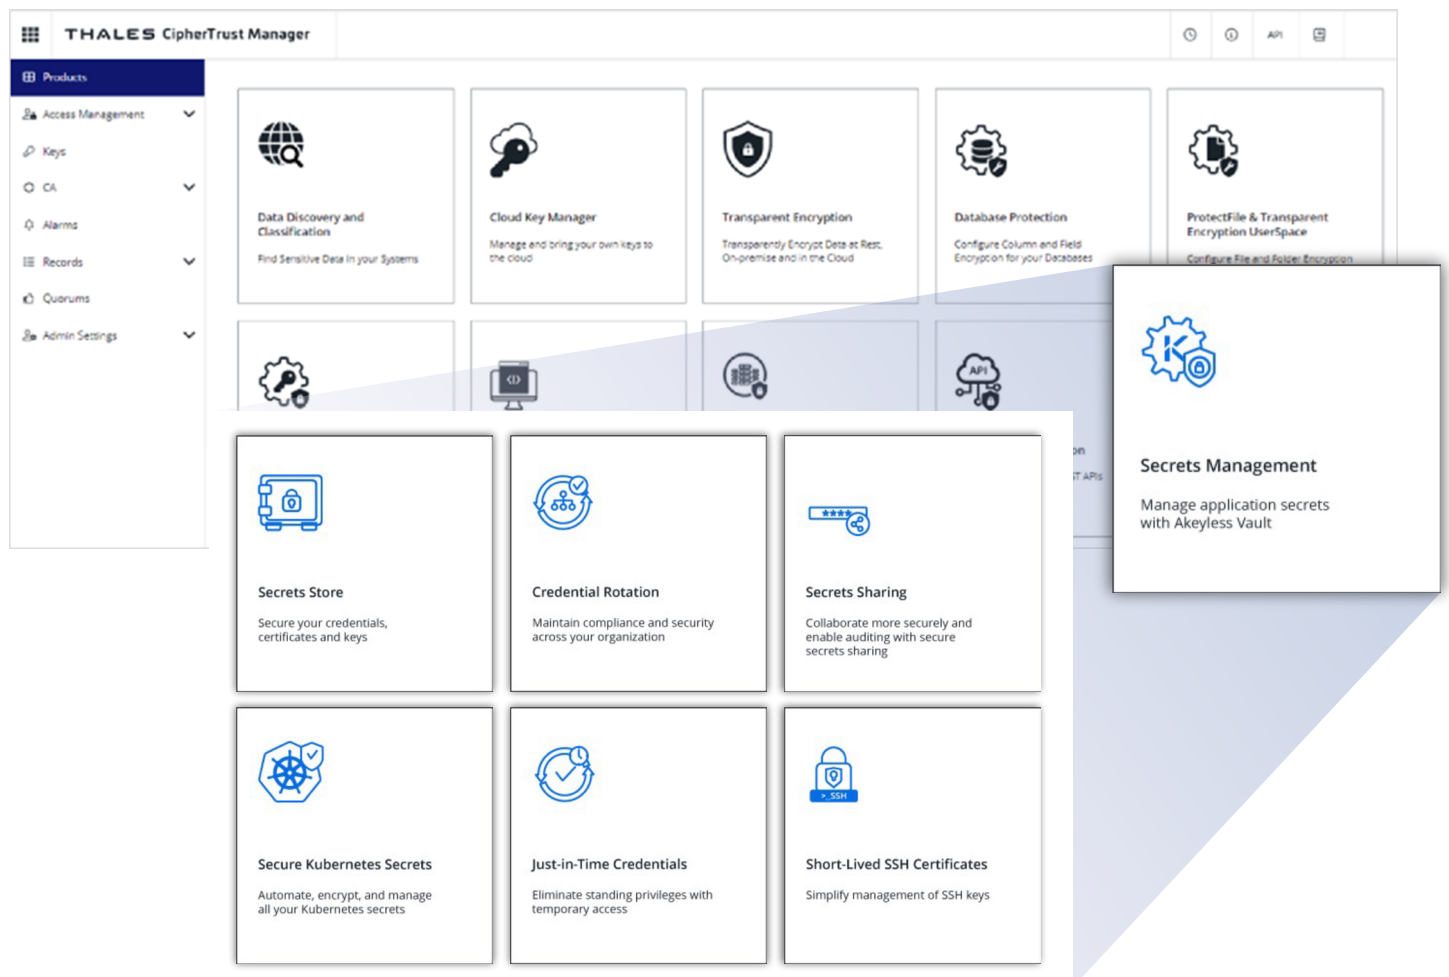 THALES CipherTrust Manager
API
Products
Access Management
Keys
CA
Alarms
Records
Quorums
Admin Settings
Data Discovery and
Classification
Find Sensitive Data in your Systems
Cloud Key Manager
Manage and bring your own keys to
the cloud
Transparent Encryption
Transparently Encrypt Data at Rest,
On-premise and in the Cloud
Database Protection
Configure Column and Field
Encryption for your Databases
ProtectFile & Transparent
Encryption UserSpace
Configure File and Folder Encryption
API
on
ST APIs
Secrets Management
Manage application secrets
with Akeyless Vault
Secrets Store
Secure your credentials,
certificates and keys
Credential Rotation
Maintain compliance and security
across your organization
****
Secrets Sharing
Collaborate more securely and
enable auditing with secure
secrets sharing
Secure Kubernetes Secrets
Automate, encrypt, and manage
all your Kubernetes secrets
Just-in-Time Credentials
Eliminate standing privileges with
temporary access
>_SSH
Short-Lived SSH Certificates
Simplify management of SSH keys